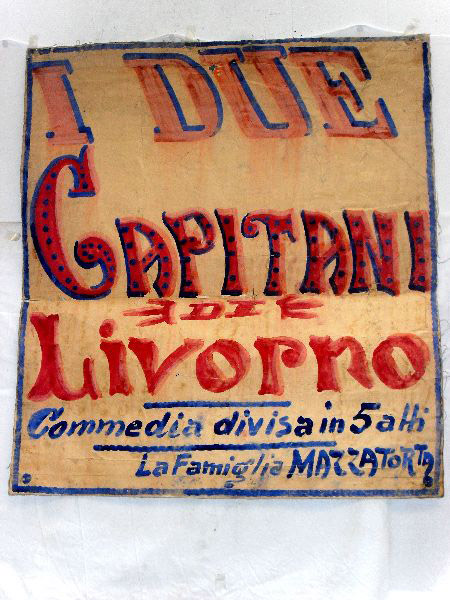 I DUE
CAPITANI
DI
Livorno
Commedia divisa in 5 atti
La Famiglia MAZZATORTA